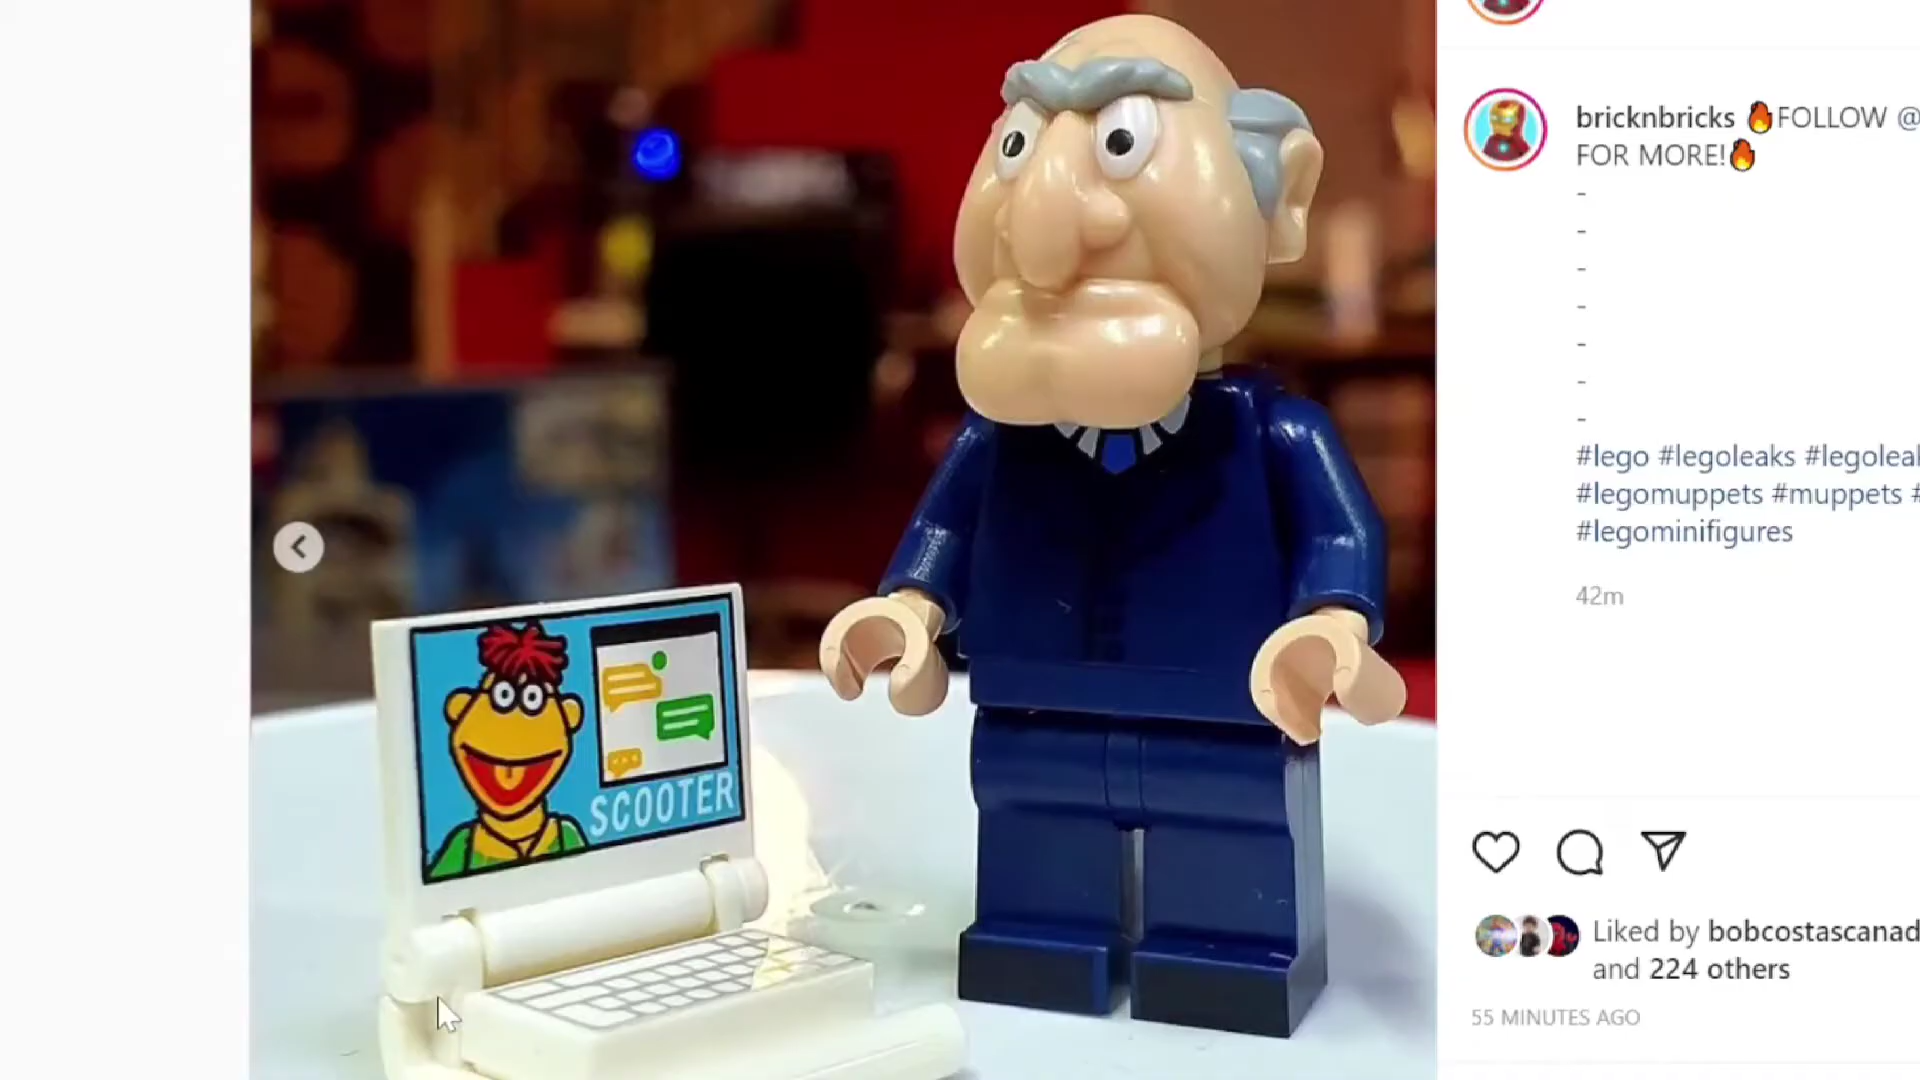 bricknbricks 🔥FOLLOW @
FOR MORE!🔥
-
-
-
-
-
-
-
#lego #legoleaks #legoleak
#legomuppets #muppets #
#legominifigures
42m
SCOOTER
Liked by bobcostascanad
and 224 others
55 MINUTES AGO